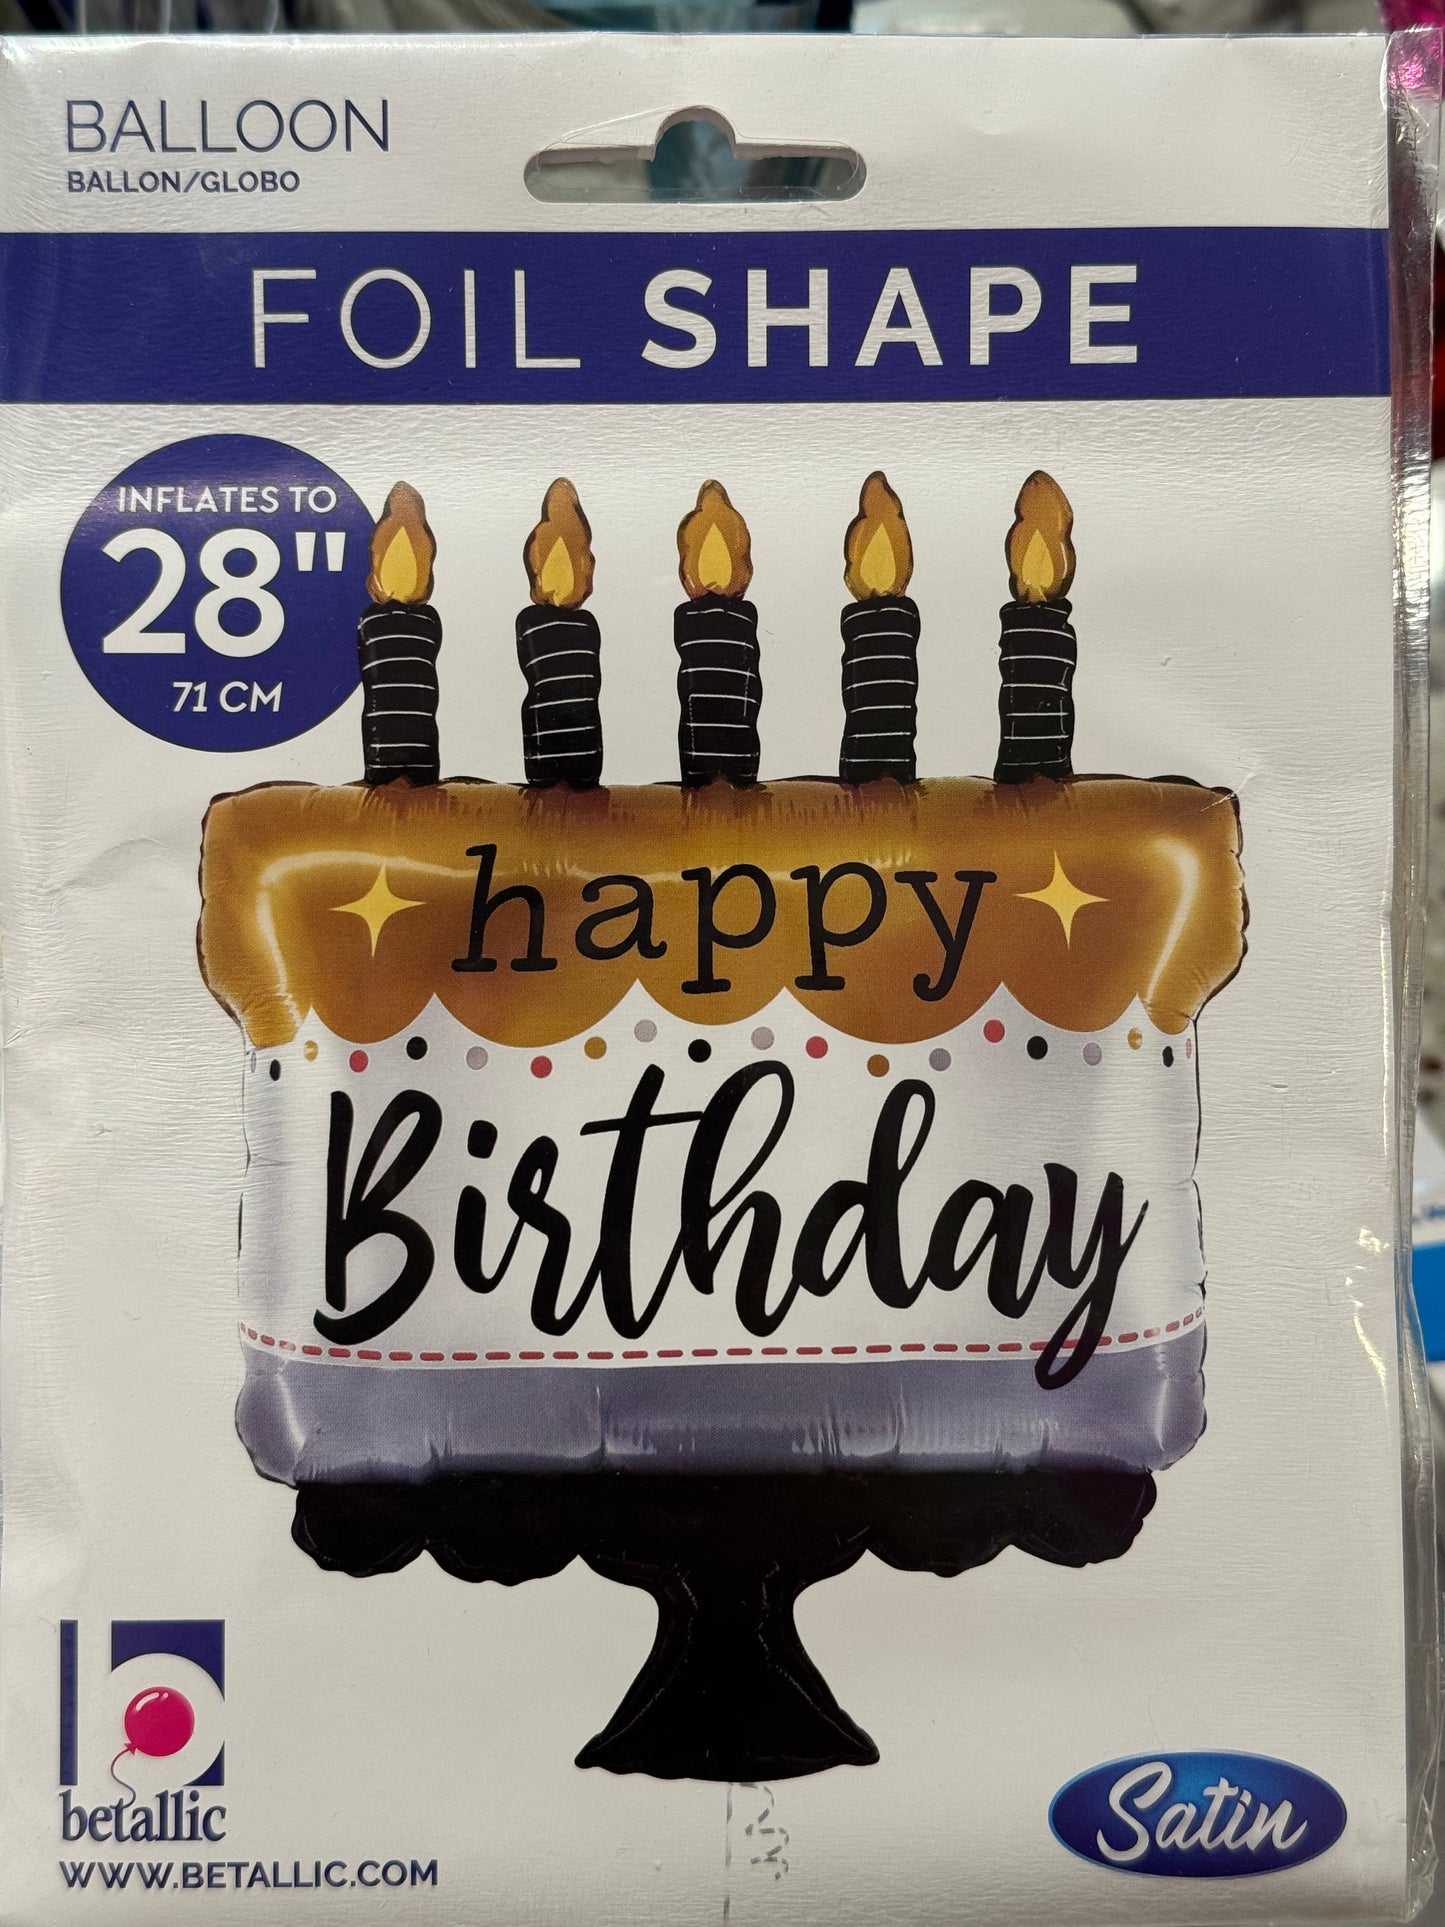 BALLOON
BALLON/GLOBO
FOIL SHAPE
INFLATES TO
28"
71 CM
happy
Birthday
betallic
WWW.BETALLIC.COM
Satin